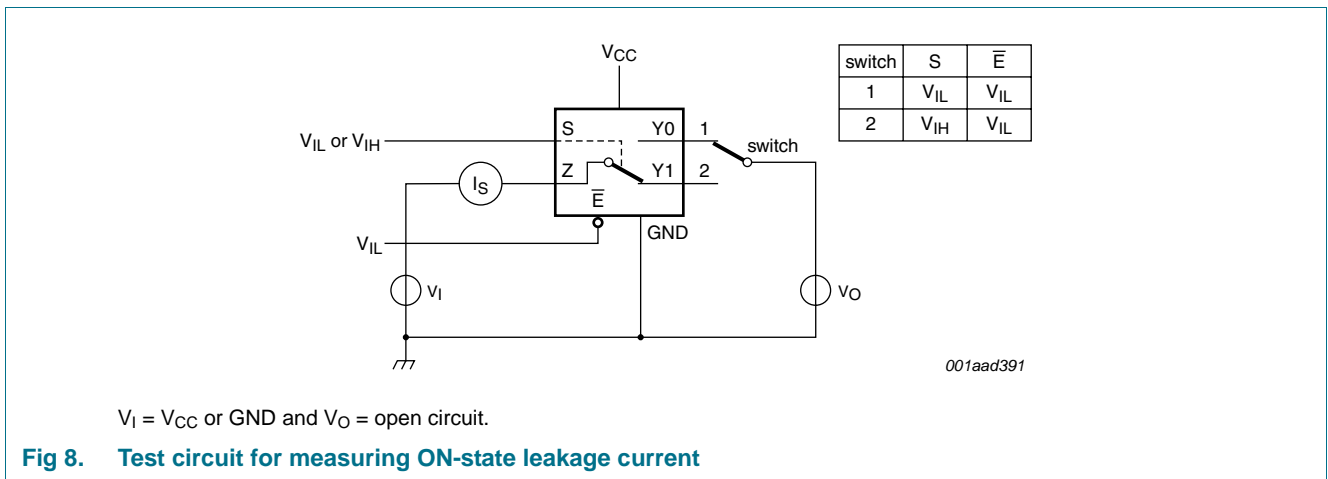 VCC
switch S E̅
1 VIL VIL
2 VIH VIL
VIL or VIH
S Y0 1
switch
Z Y1 2
IS
E̅
GND
VIL
VI
VO
001aad391
VI = VCC or GND and VO = open circuit.
Fig 8. Test circuit for measuring ON-state leakage current